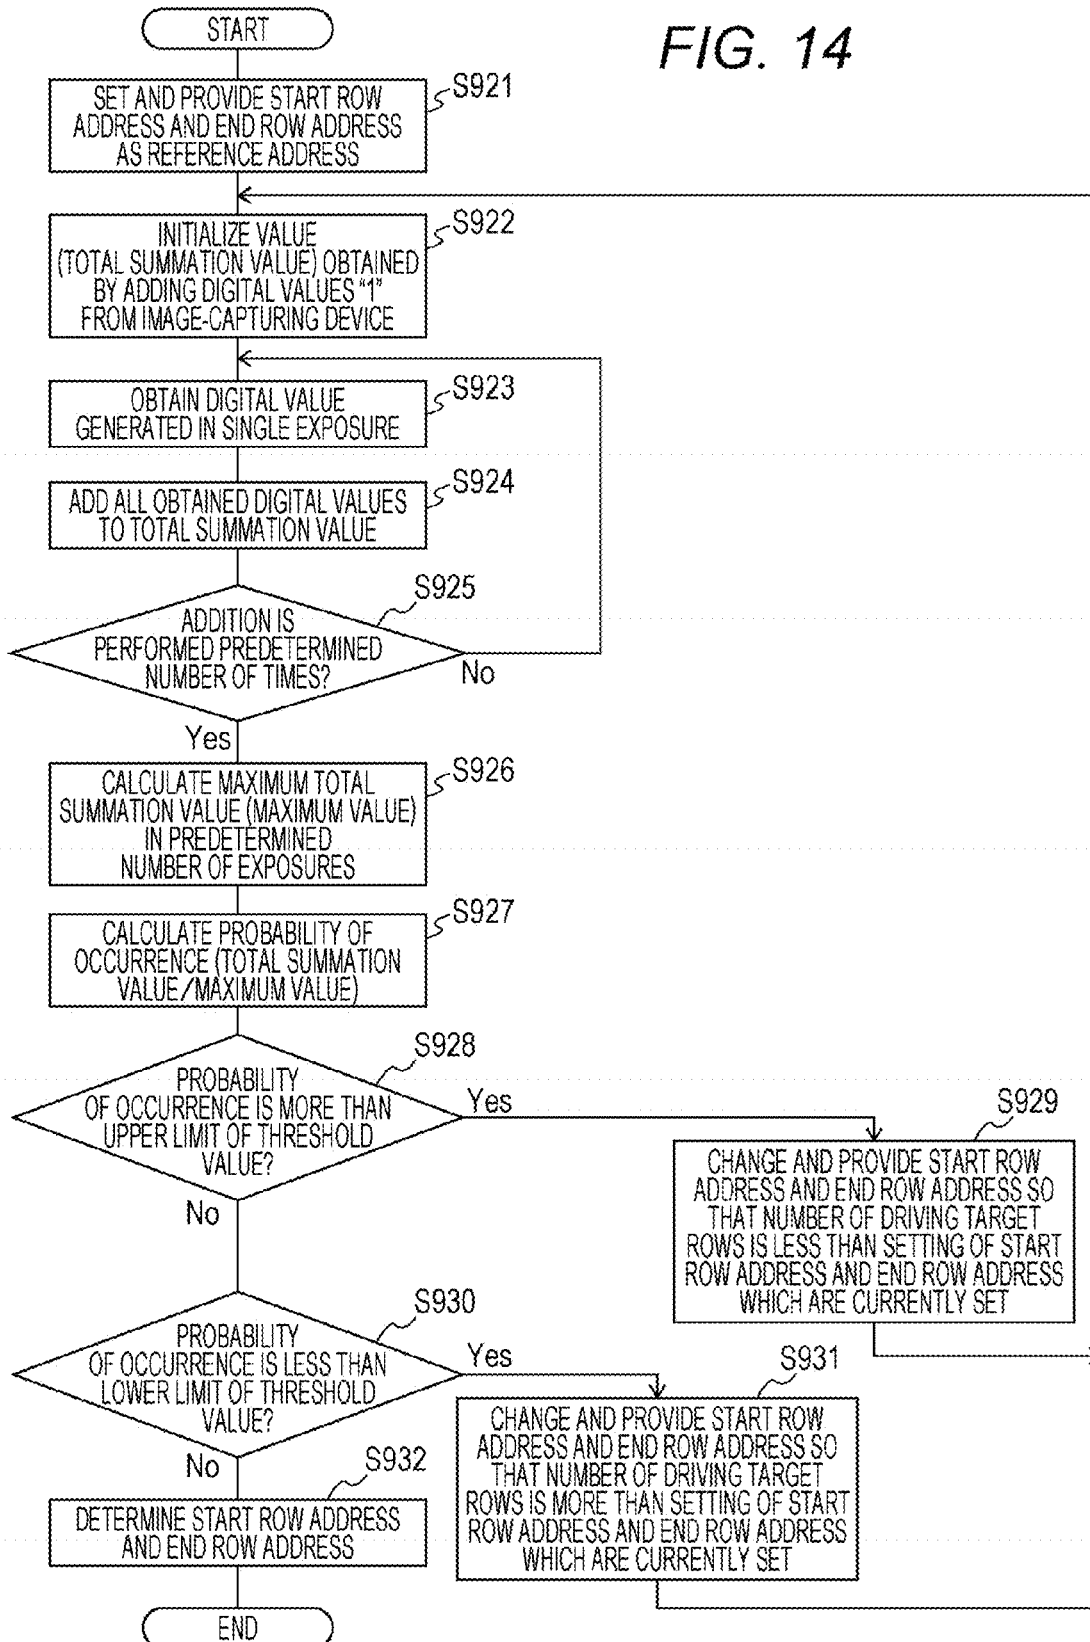 START
FIG. 14
S921
SET AND PROVIDE START ROW
ADDRESS AND END ROW ADDRESS
AS REFERENCE ADDRESS
S922
INITIALIZE VALUE
(TOTAL SUMMATION VALUE) OBTAINED
BY ADDING DIGITAL VALUES "1"
FROM IMAGE-CAPTURING DEVICE
S923
OBTAIN DIGITAL VALUE
GENERATED IN SINGLE EXPOSURE
S924
ADD ALL OBTAINED DIGITAL VALUES
TO TOTAL SUMMATION VALUE
S925
ADDITION IS
PERFORMED PREDETERMINED
NUMBER OF TIMES?
No
Yes
S926
CALCULATE MAXIMUM TOTAL
SUMMATION VALUE (MAXIMUM VALUE)
IN PREDETERMINED
NUMBER OF EXPOSURES
S927
CALCULATE PROBABILITY OF
OCCURRENCE (TOTAL SUMMATION
VALUE/MAXIMUM VALUE)
S928
PROBABILITY
OF OCCURRENCE IS MORE THAN
UPPER LIMIT OF THRESHOLD
VALUE?
Yes
No
S929
CHANGE AND PROVIDE START ROW
ADDRESS AND END ROW ADDRESS SO
THAT NUMBER OF DRIVING TARGET
ROWS IS LESS THAN SETTING OF START
ROW ADDRESS AND END ROW ADDRESS
WHICH ARE CURRENTLY SET
S930
PROBABILITY
OF OCCURRENCE IS LESS THAN
LOWER LIMIT OF THRESHOLD
VALUE?
Yes
No
S931
CHANGE AND PROVIDE START ROW
ADDRESS AND END ROW ADDRESS SO
THAT NUMBER OF DRIVING TARGET
ROWS IS MORE THAN SETTING OF START
ROW ADDRESS AND END ROW ADDRESS
WHICH ARE CURRENTLY SET
S932
DETERMINE START ROW ADDRESS
AND END ROW ADDRESS
END